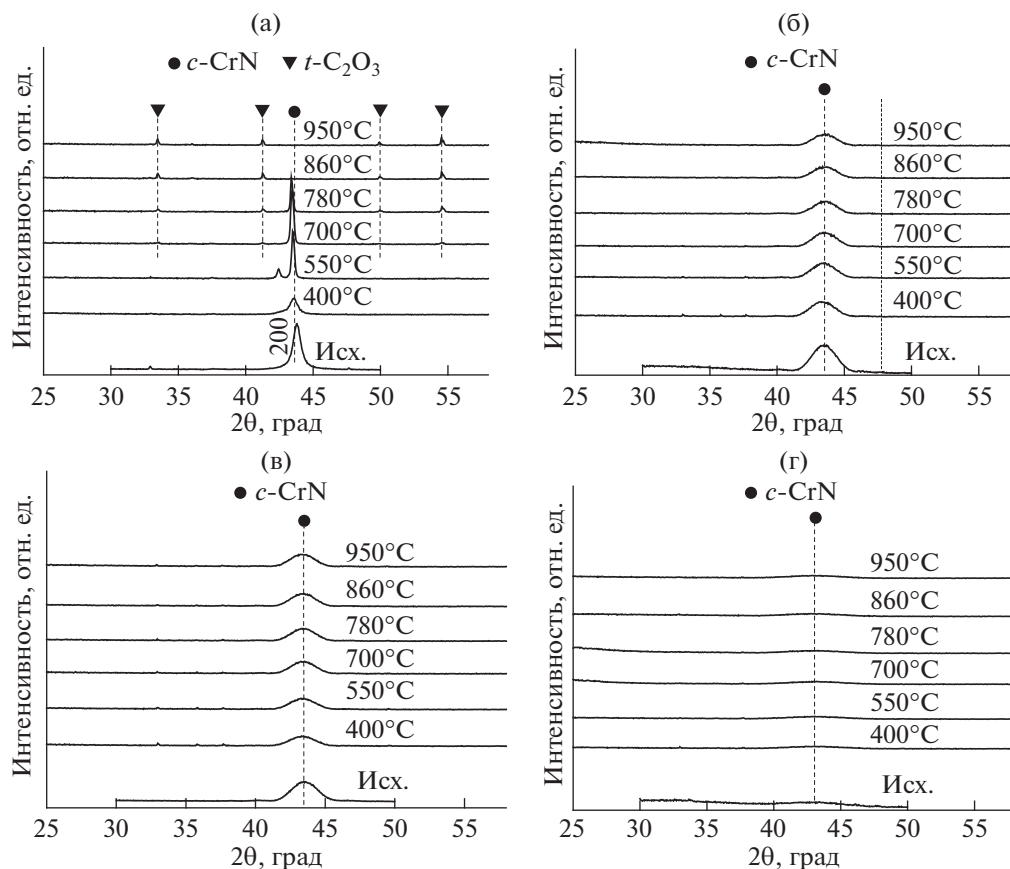 (а)
● c-CrN ▼ t-C₂O₃
Интенсивность, отн. ед.
950°C
860°C
780°C
700°C
550°C
400°C
200
Исх.
25 30 35 40 45 50 55
2θ, град
(б)
● c-CrN
Интенсивность, отн. ед.
950°C
860°C
780°C
700°C
550°C
400°C
Исх.
25 30 35 40 45 50 55
2θ, град
(в)
● c-CrN
Интенсивность, отн. ед.
950°C
860°C
780°C
700°C
550°C
400°C
Исх.
25 30 35 40 45 50 55
2θ, град
(г)
● c-CrN
Интенсивность, отн. ед.
950°C
860°C
780°C
700°C
550°C
400°C
Исх.
25 30 35 40 45 50 55
2θ, град